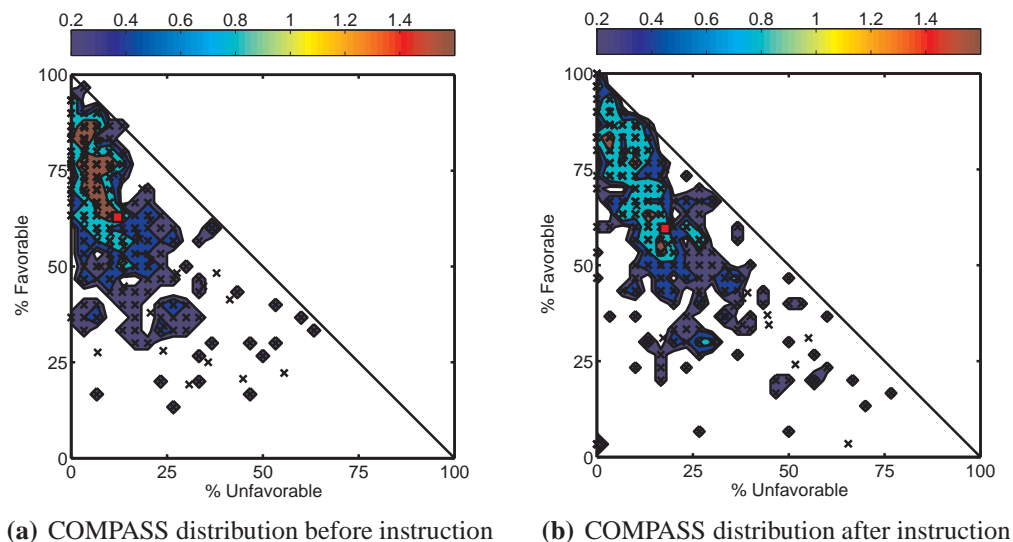 0.2 0.4 0.6 0.8 1 1.2 1.4
100
75
50
25
0
% Favorable
0 25 50 75 100
% Unfavorable
(a) COMPASS distribution before instruction
0.2 0.4 0.6 0.8 1 1.2 1.4
100
75
50
25
0
% Favorable
0 25 50 75 100
% Unfavorable
(b) COMPASS distribution after instruction